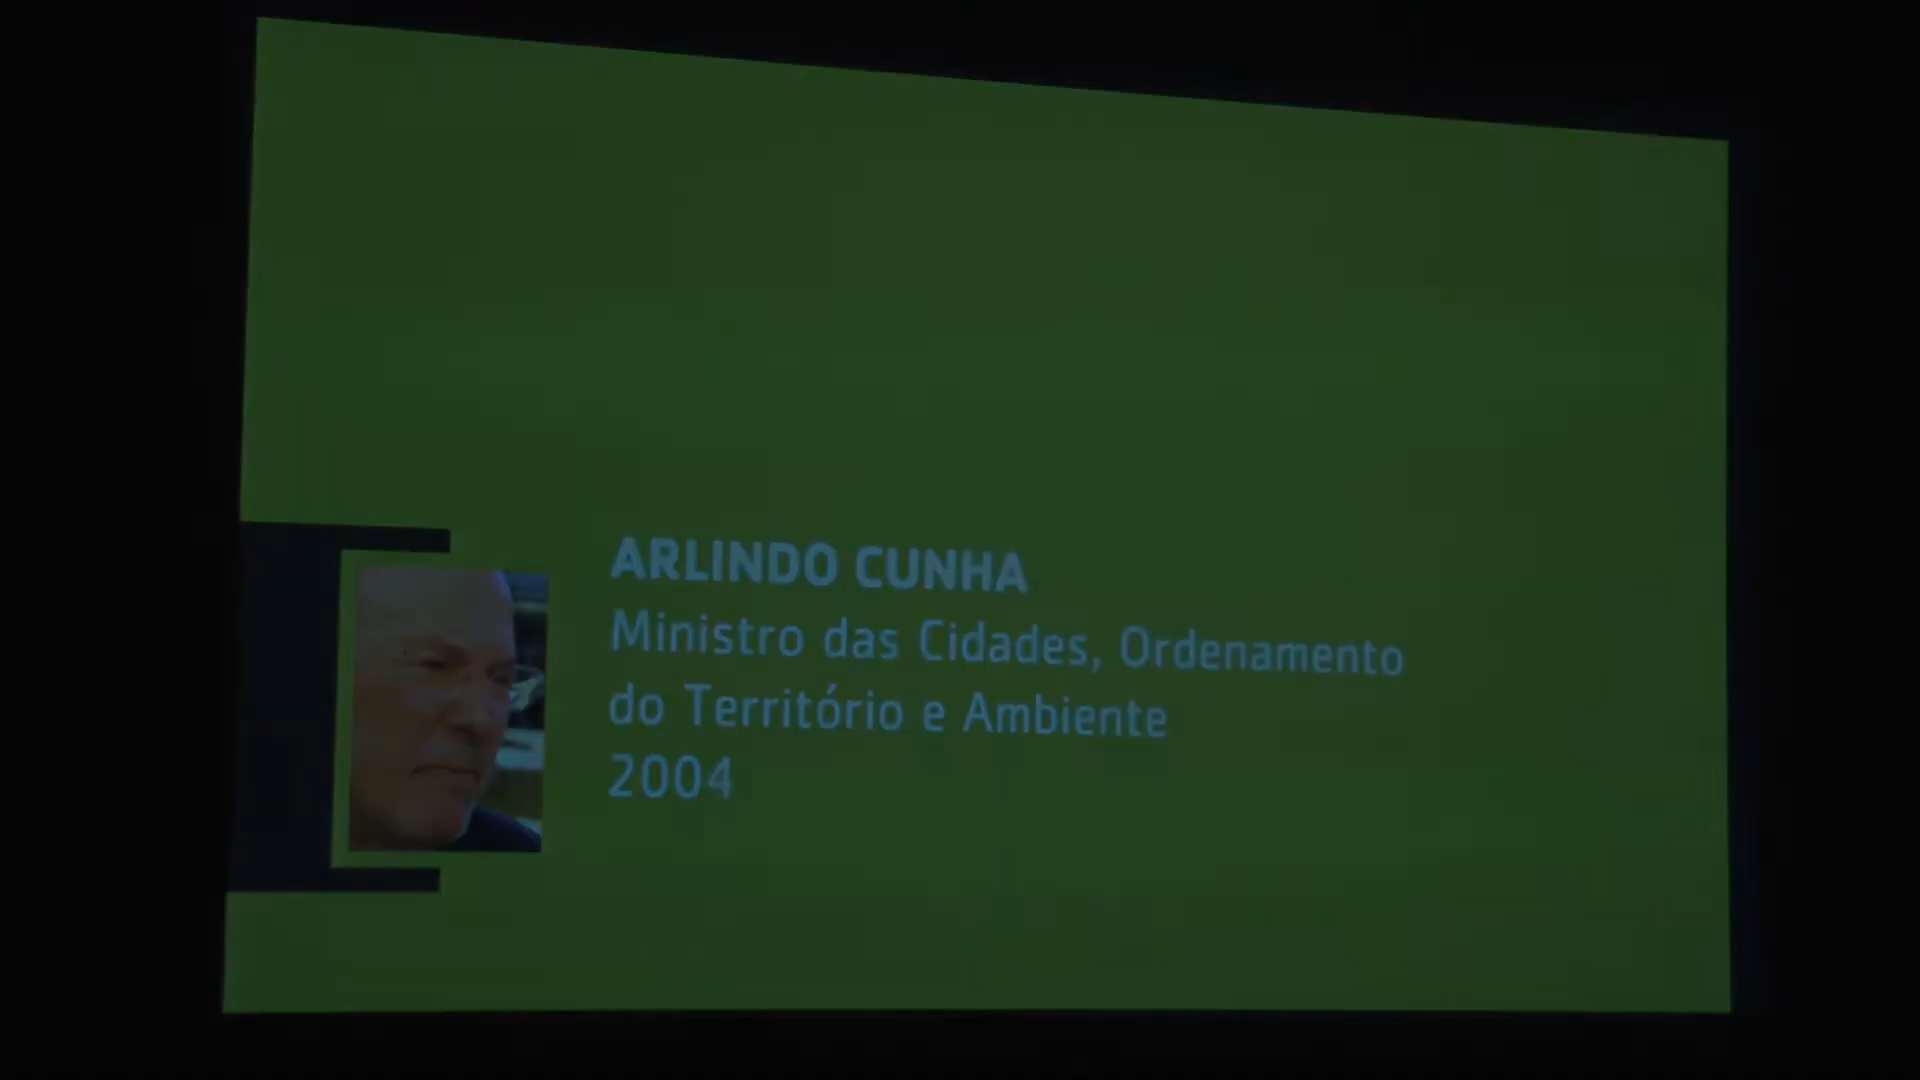 ARLINDO CUNHA
Ministro das Cidades, Ordenamento
do Território e Ambiente
2004